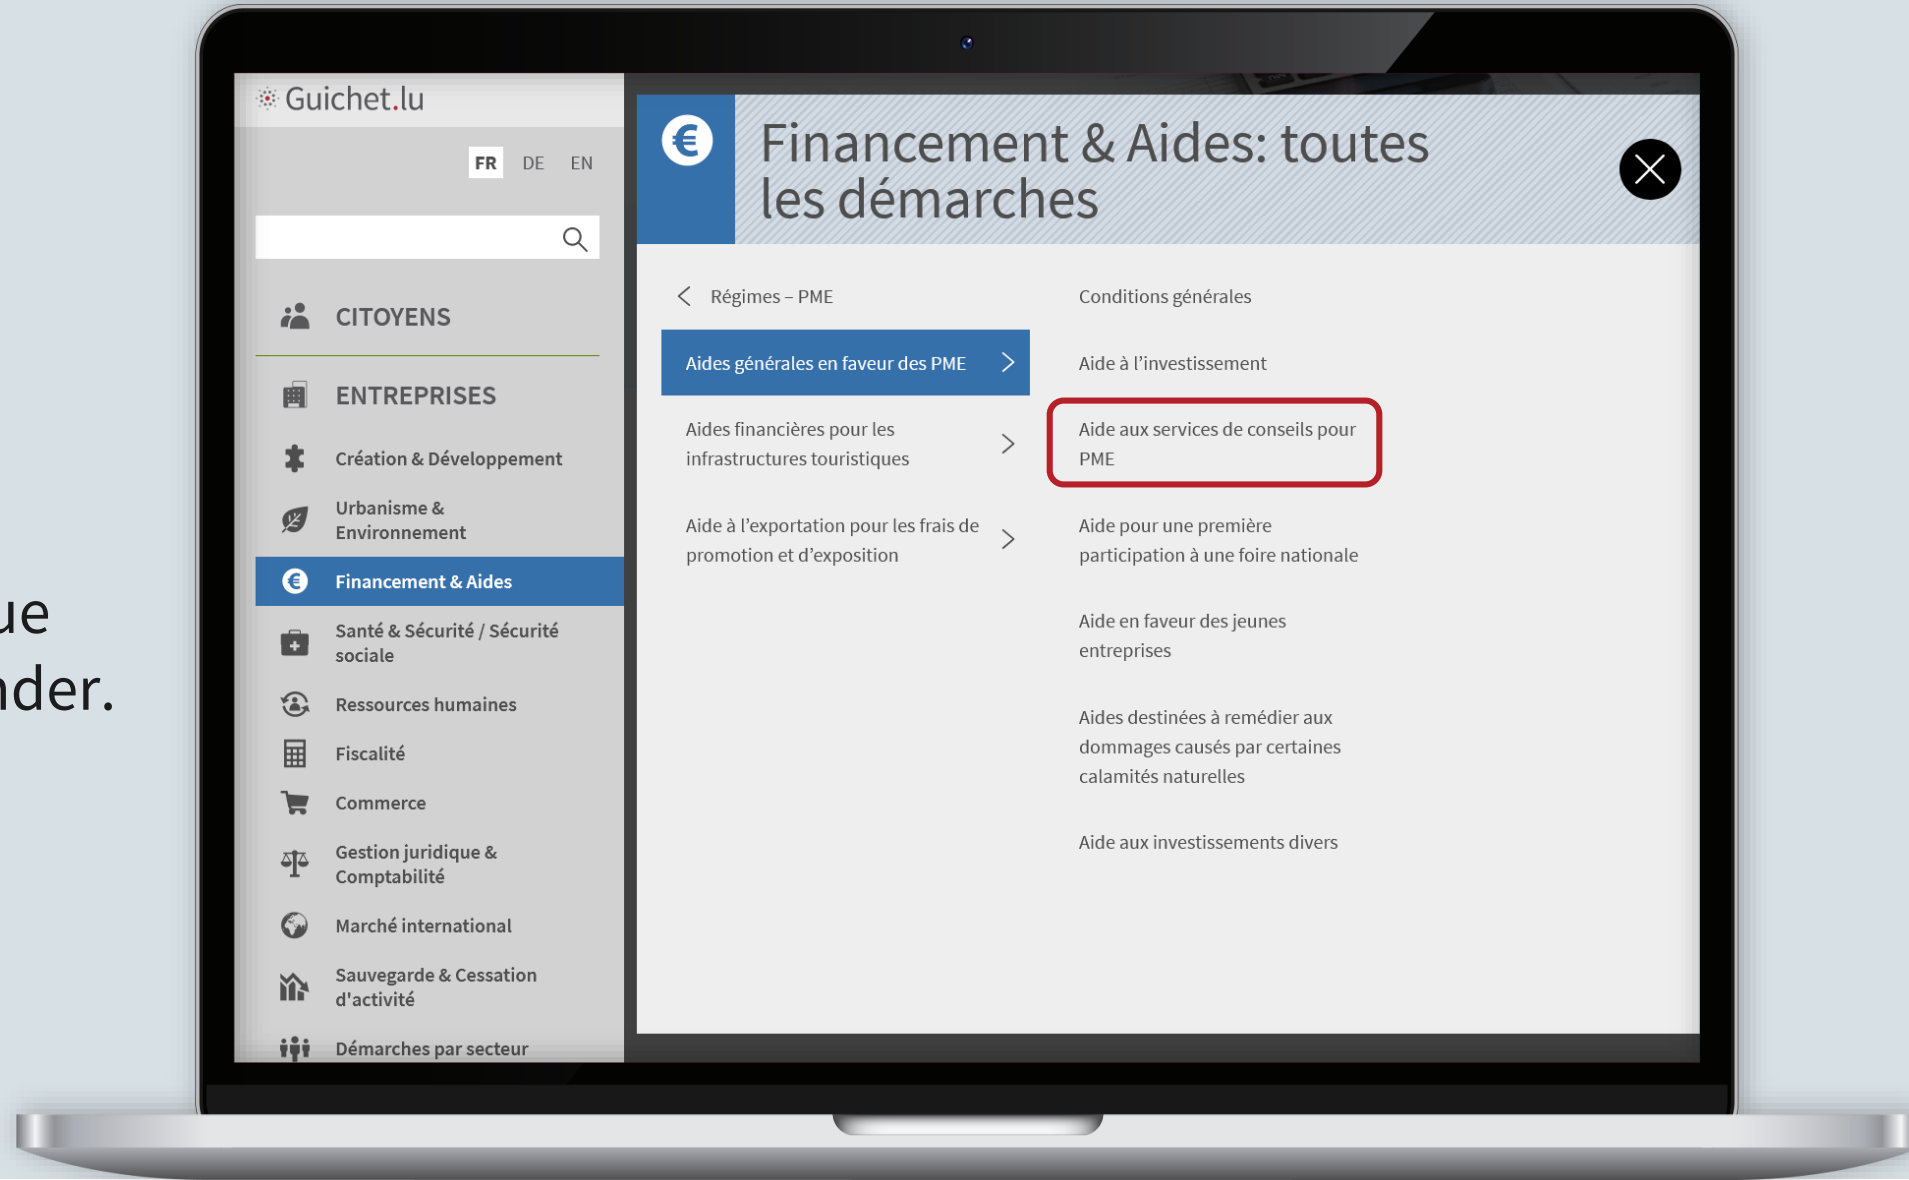 ue
nder.
Guichet.lu
FR DE EN
CITOYENS
ENTREPRISES
Création & Développement
Urbanisme &
Environnement
Financement & Aides
Santé & Sécurité / Sécurité
sociale
Ressources humaines
Fiscalité
Commerce
Gestion juridique &
Comptabilité
Marché international
Sauvegarde & Cessation
d'activité
Démarches par secteur
Financement & Aides: toutes
les démarches
Régimes – PME
Aides générales en faveur des PME
Aides financières pour les
infrastructures touristiques
Aide à l’exportation pour les frais de
promotion et d’exposition
Conditions générales
Aide à l’investissement
Aide aux services de conseils pour
PME
Aide pour une première
participation à une foire nationale
Aide en faveur des jeunes
entreprises
Aides destinées à remédier aux
dommages causés par certaines
calamités naturelles
Aide aux investissements divers